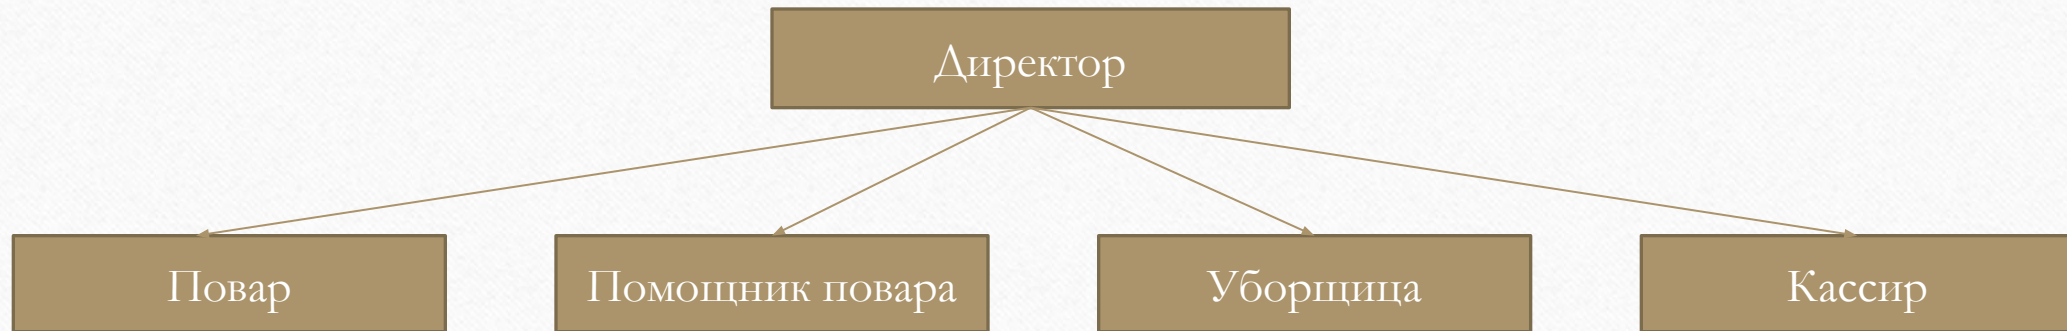 Директор
Повар
Помощник повара
Уборщица
Кассир